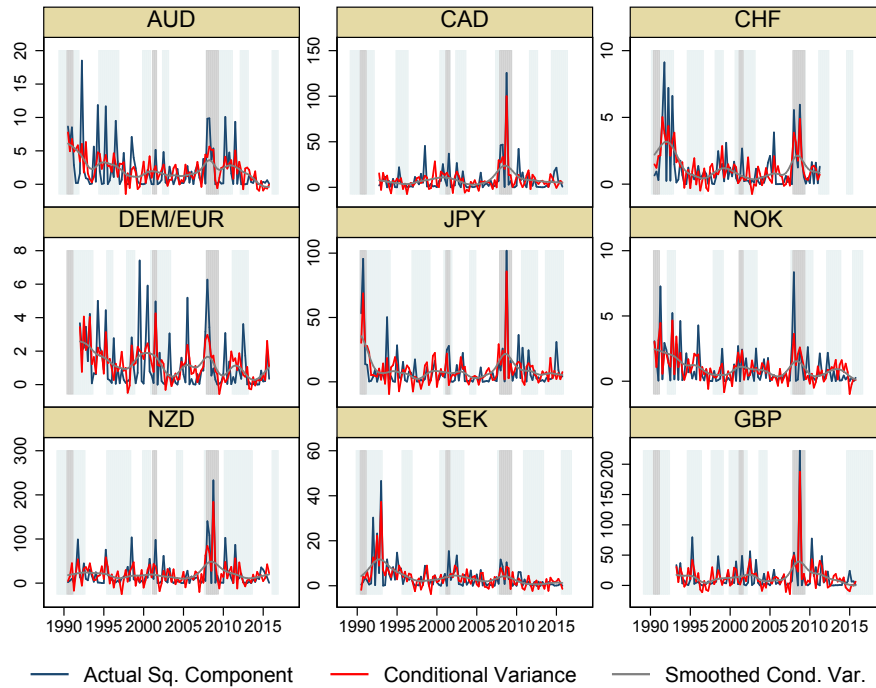 AUD CAD CHF
0 5 10 15 20
0 50 100 150
0 5 10
DEM/EUR JPY NOK
0 2 4 6 8
0 50 100
0 5 10
NZD SEK GBP
0 100 200 300
0 20 40 60
0 50 100 150 200
1990 1995 2000 2005 2010 2015 1990 1995 2000 2005 2010 2015 1990 1995 2000 2005 2010 2015
Actual Sq. Component Conditional Variance Smoothed Cond. Var.